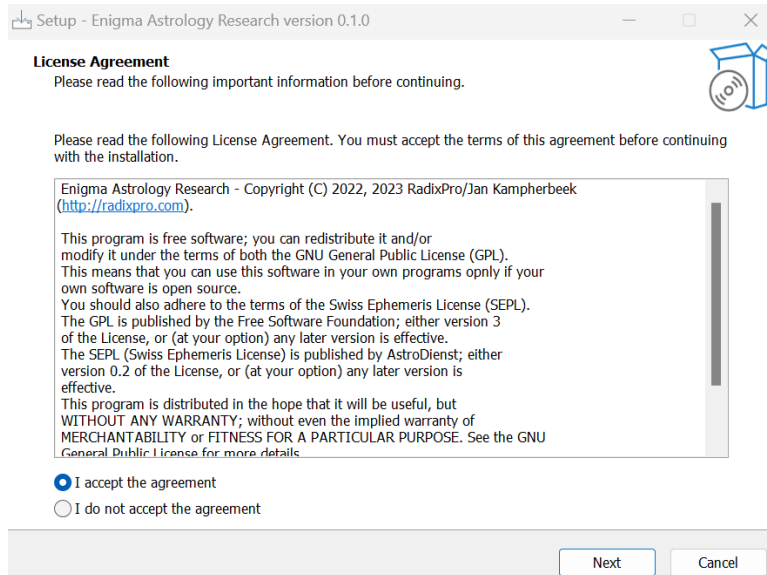 Setup - Enigma Astrology Research version 0.1.0
License Agreement
Please read the following important information before continuing.
Please read the following License Agreement. You must accept the terms of this agreement before continuing
with the installation.
Enigma Astrology Research - Copyright (C) 2022, 2023 RadixPro/Jan Kampherbeek
(http://radixpro.com).
This program is free software; you can redistribute it and/or
modify it under the terms of both the GNU General Public License (GPL).
This means that you can use this software in your own programs opnly if your
own software is open source.
You should also adhere to the terms of the Swiss Ephemeris License (SEPL).
The GPL is published by the Free Software Foundation; either version 3
of the License, or (at your option) any later version is effective.
The SEPL (Swiss Ephemeris License) is published by AstroDienst; either
version 0.2 of the License, or (at your option) any later version is
effective.
This program is distributed in the hope that it will be useful, but
WITHOUT ANY WARRANTY; without even the implied warranty of
MERCHANTABILITY or FITNESS FOR A PARTICULAR PURPOSE. See the GNU
General Public License for more details
I accept the agreement
I do not accept the agreement
Next
Cancel